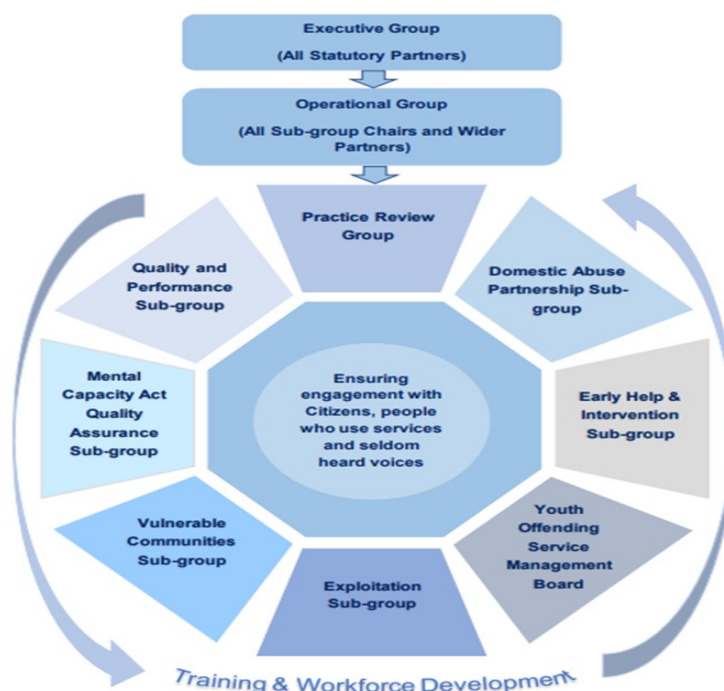 Executive Group
(All Statutory Partners)
Operational Group
(All Sub-group Chairs and Wider
Partners)
Practice Review
Group
Quality and
Performance
Sub-group
Domestic Abuse
Partnership Sub-
group
Mental
Capacity Act
Quality
Assurance
Sub-group
Ensuring
engagement with
Citizens, people
who use services
and seldom
heard voices
Early Help &
Intervention
Sub-group
Vulnerable
Communities
Sub-group
Exploitation
Sub-group
Youth
Offending
Service
Management
Board
Training & Workforce Development